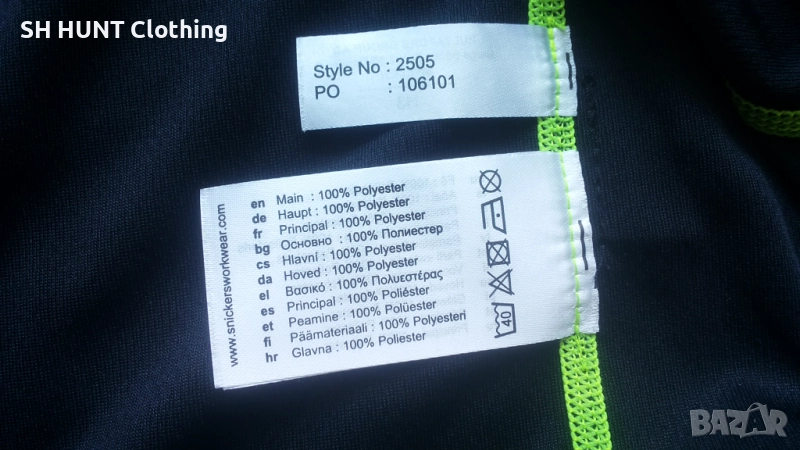 SH HUNT Clothing
Style No : 2505
PO : 106101
en Main : 100% Polyester
de Haupt : 100% Polyester
fr Principal : 100% Polyester
bg Основно : 100% Полиестер
cs Hlavní : 100% Polyester
da Hoved : 100% Polyester
el Βασικό : 100% Πολυεστέρας
es Principal : 100% Poliéster
et Peamine : 100% Polüester
fi Päämateriaali : 100% Polyesteri
hr Glavna : 100% Poliester
www.snickersworkwear.com
40
BAZAR